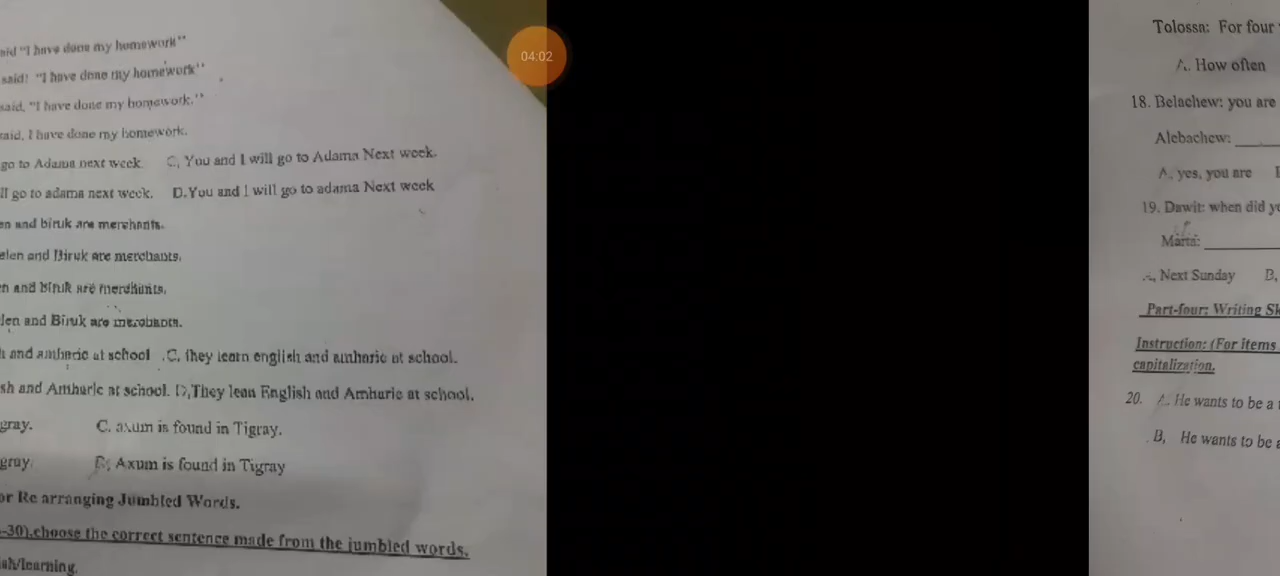 aid "I have done my homework"
said! "I have done my homework"
said, "I have done my homework."
said, I have done my homework.
go to Adama next week. C, You and I will go to Adama Next week.
ll go to adama next week. D.You and I will go to adama Next week
en and biruk are merchants.
elen and Biruk are merchants.
n and biruk are merchants.
len and Biruk are merchants.
h and amharic at school .C, they learn english and amharic at school.
sh and Amharic at school. D,They lean English and Amharic at school.
gray. C. axum is found in Tigray.
gray. D; Axum is found in Tigray
or Re arranging Jumbled Words.
-30),choose the correct sentence made from the jumbled words.
sh/learning.
04:02
Tolossa: For four
A. How often
18. Belachew: you are
Alebachew:
A. yes, you are
19. Dawit: when did yo
Marta:
A, Next Sunday B,
Part-four: Writing Sk
Instruction: (For items
capitalization.
20. A. He wants to be a
B, He wants to be a